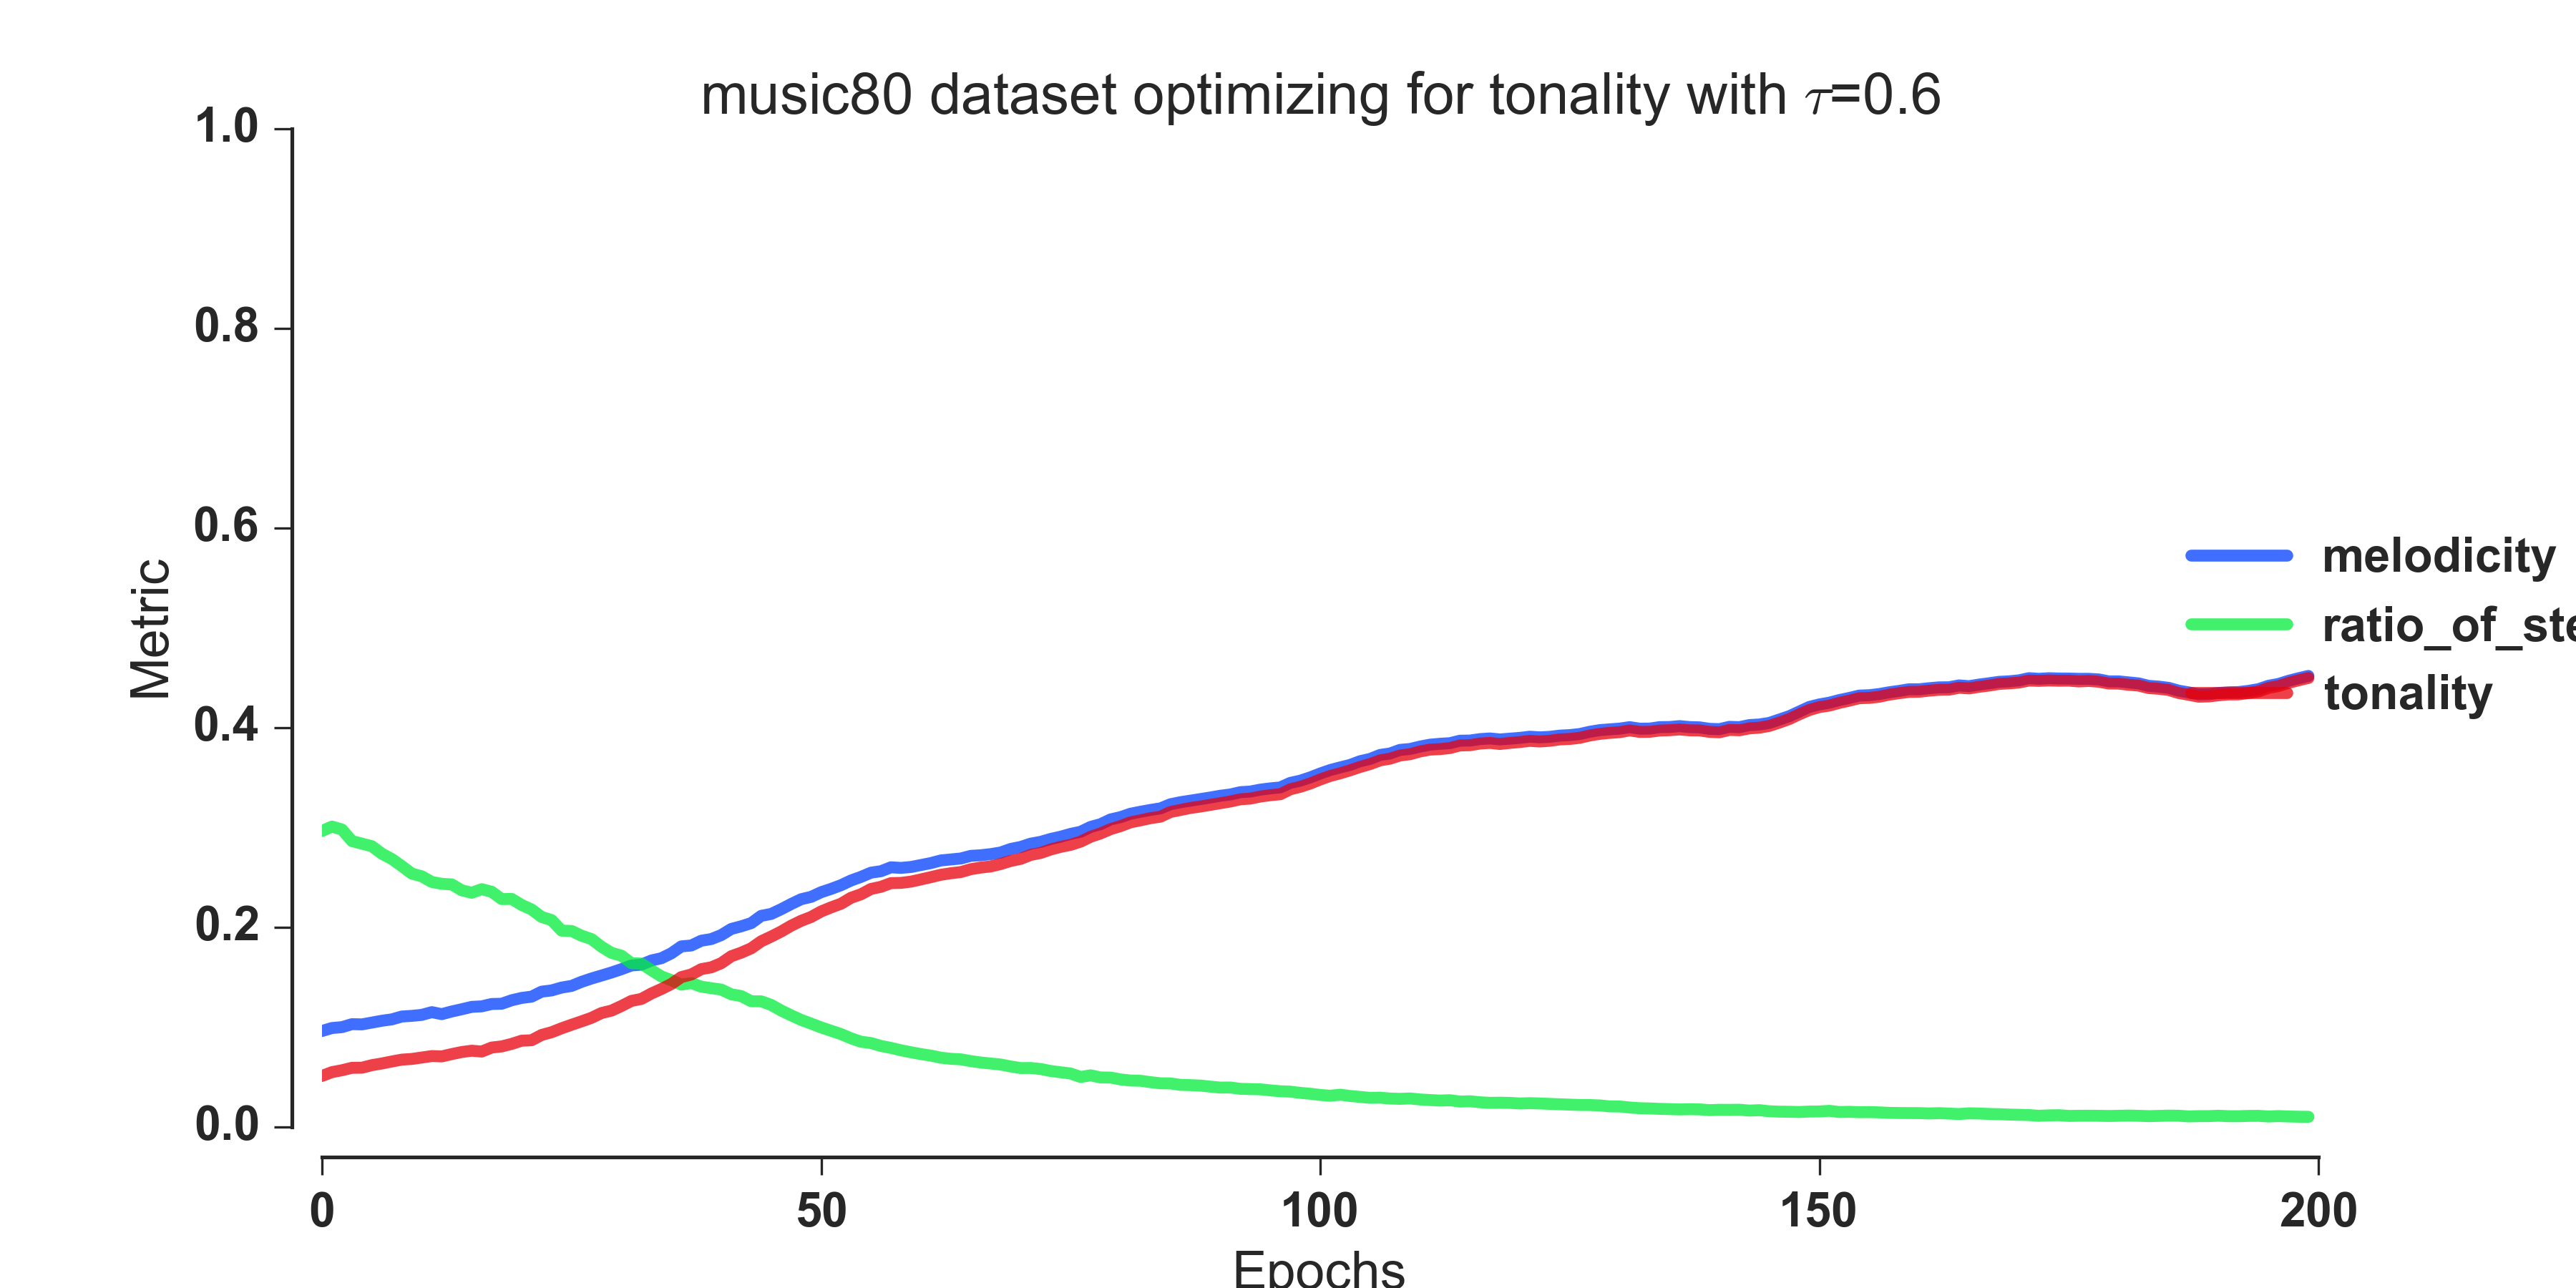 music80 dataset optimizing for tonality with τ=0.6
1.0
0.8
0.6
0.4
0.2
0.0
Metric
melodicity
ratio_of_ste
tonality
0 50 100 150 200
Epochs